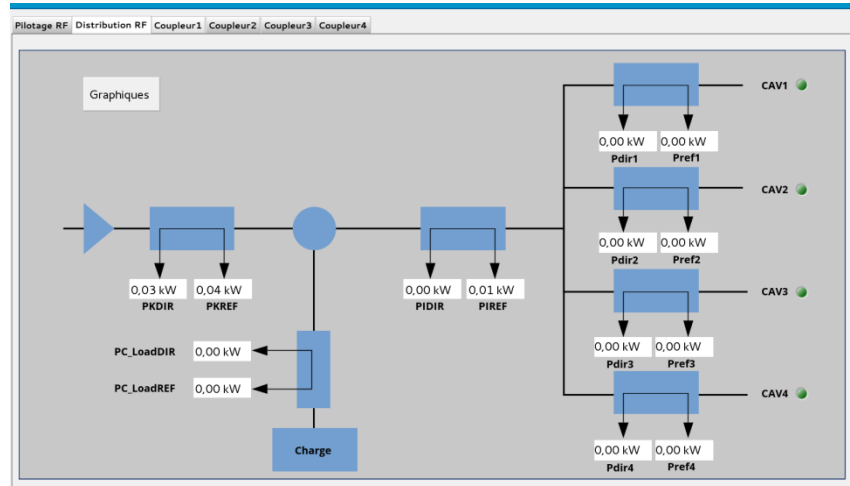 Pilotage RF Distribution RF Coupleur1 Coupleur2 Coupleur3 Coupleur4
Graphiques
CAV1
0,00 kW 0,00 kW
Pdir1 Pref1
CAV2
0,00 kW 0,00 kW
Pdir2 Pref2
0,03 kW 0,04 kW 0,00 kW 0,01 kW
PKDIR PKREF PIDIR PIREF
CAV3
0,00 kW 0,00 kW
Pdir3 Pref3
PC_LoadDIR 0,00 kW
PC_LoadREF 0,00 kW
CAV4
Charge
0,00 kW 0,00 kW
Pdir4 Pref4